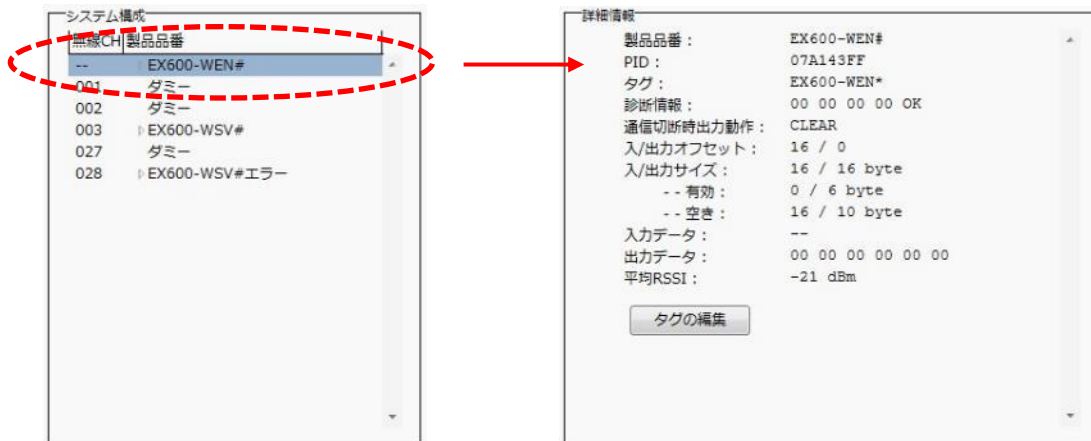 システム構成
無線CH 製品品番
-- ▷EX600-WEN#
001 ダミー
002 ダミー
003 ▷EX600-WSV#
027 ダミー
028 ▷EX600-WSV#エラー
詳細情報
製品品番： EX600-WEN#
PID： 07A143FF
タグ： EX600-WEN*
診断情報： 00 00 00 00 OK
通信切断時出力動作： CLEAR
入/出力オフセット： 16 / 0
入/出力サイズ： 16 / 16 byte
--有効： 0 / 6 byte
--空き： 16 / 10 byte
入力データ： --
出力データ： 00 00 00 00 00 00
平均RSSI： -21 dBm
タグの編集